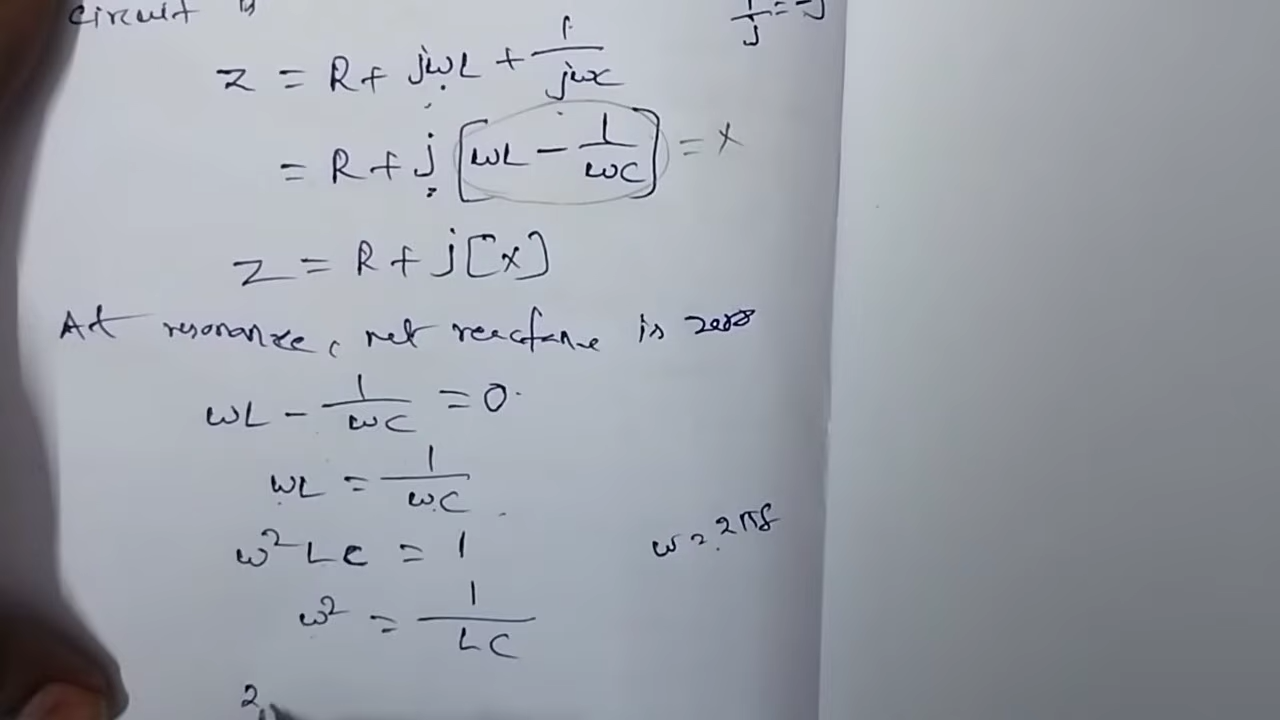 circuit is
1/j = -j
Z = R + jωL + 1/jωC
= R + j [ωL - 1/ωC] = X
Z = R + j[X]
At resonance, net reactance is zero
ωL - 1/ωC = 0
ωL = 1/ωC
ω²LC = 1
ω = 2πf
ω² = 1/LC
2